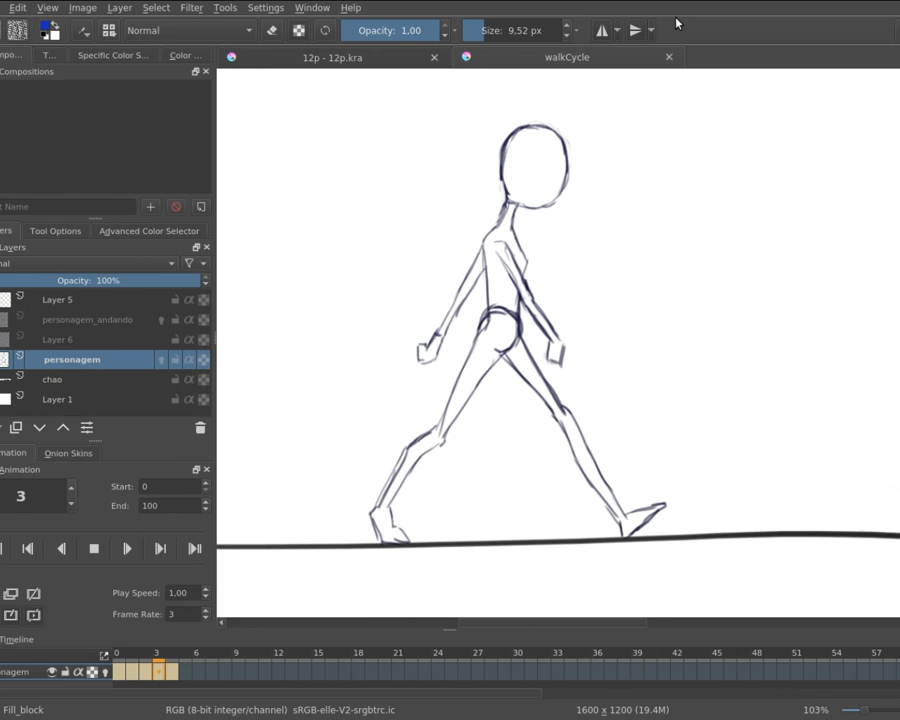 Edit View Image Layer Select Filter Tools Settings Window Help
Normal Opacity: 1,00 Size: 9,52 px
T... Specific Color S... Color ...
12p - 12p.kra walkCycle
Compositions
Name
Tool Options Advanced Color Selector
Layers
Opacity: 100%
Layer 5
personagem_andando
Layer 6
personagem
chao
Layer 1
Onion Skins
Animation
3 Start: 0
End: 100
Play Speed: 1,00
Frame Rate: 3
Timeline
0 3 6 9 12 15 18 21 24 27 30 33 36 39 42 45 48 51 54 57
Fill_block RGB (8-bit integer/channel) sRGB-elle-V2-srgbtrc.ic 1600 x 1200 (19.4M) 103%